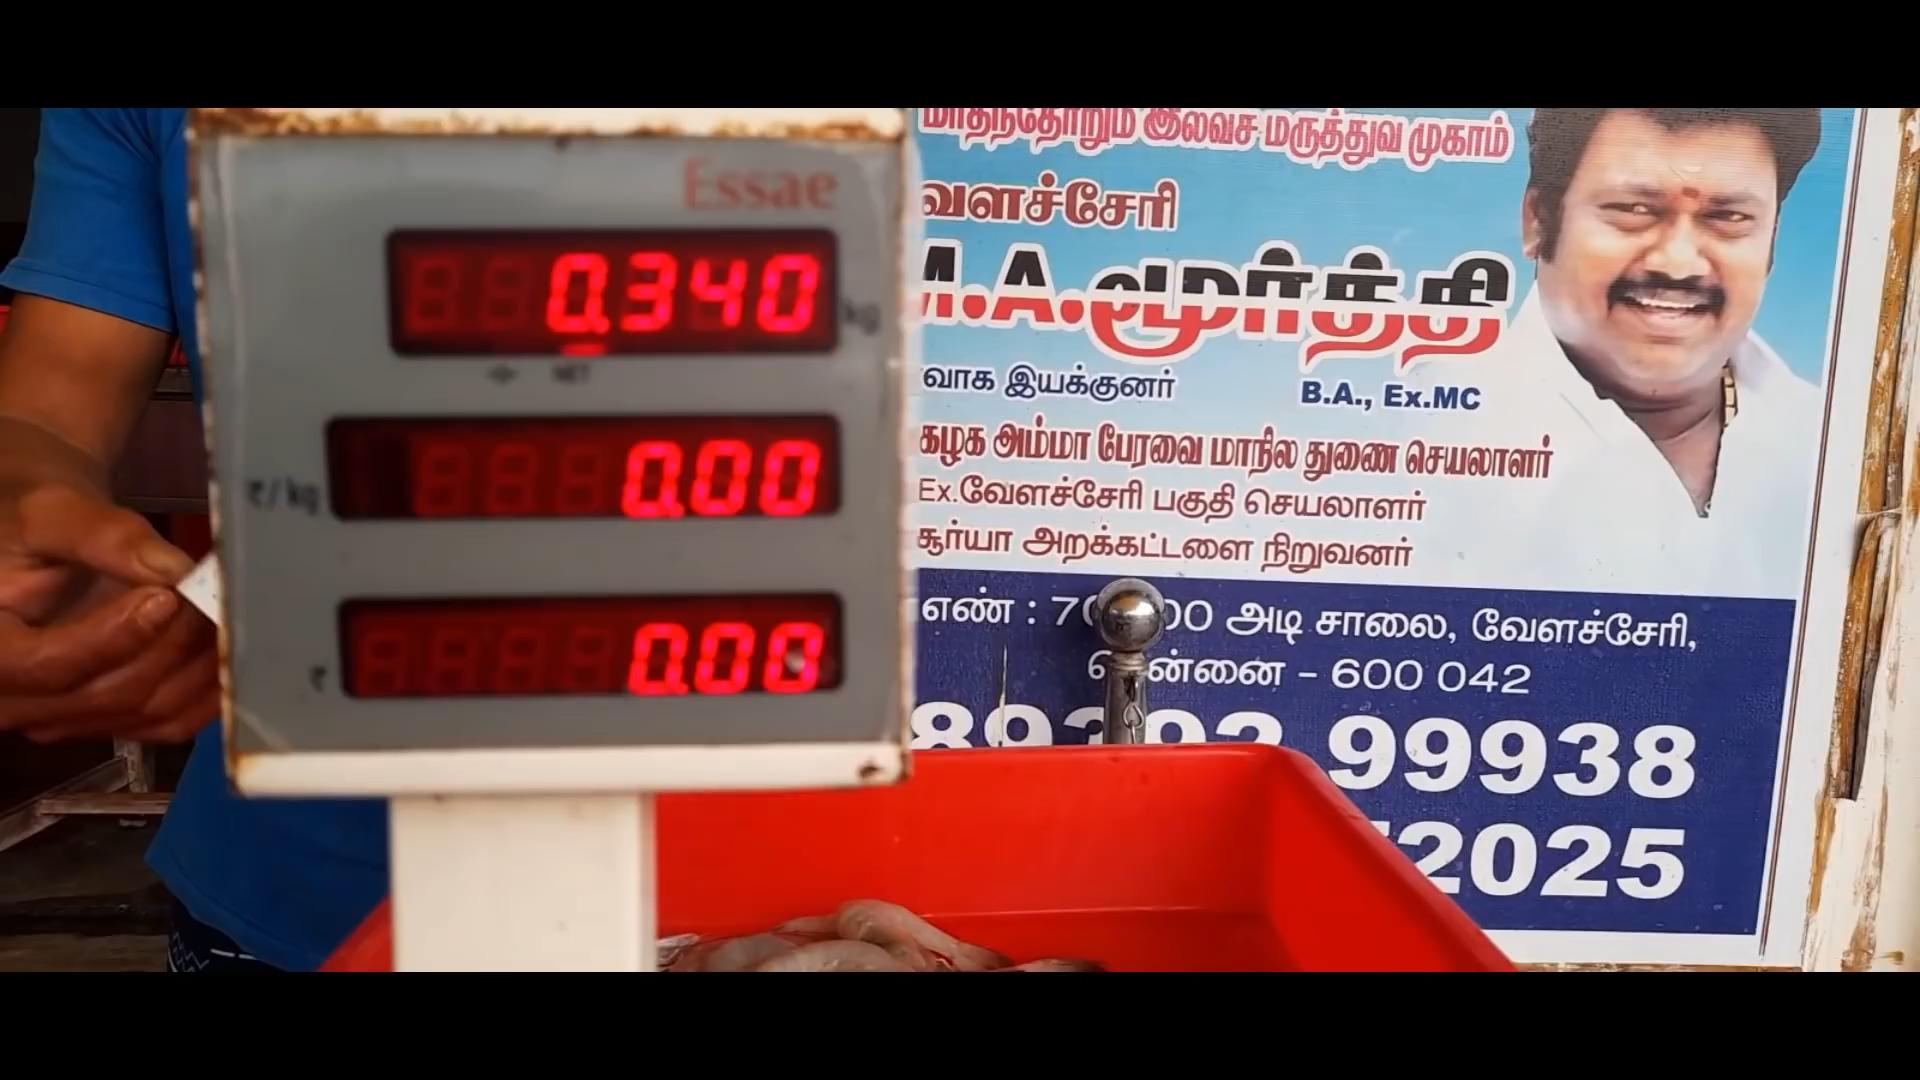 Essae
0.340
kg
NET
₹/kg
0.00
₹
0.00
மாதந்தோறும் இலவச மருத்துவ முகாம்
வேளச்சேரி
M.A.மூர்த்தி
இயக்குனர்
B.A., Ex.MC
கழக அம்மா பேரவை மாநில துணை செயலாளர்
Ex.வேளச்சேரி பகுதி செயலாளர்
சூர்யா அறக்கட்டளை நிறுவனர்
எண் : அடி சாலை, வேளச்சேரி,
சென்னை - 600 042
99938
2025